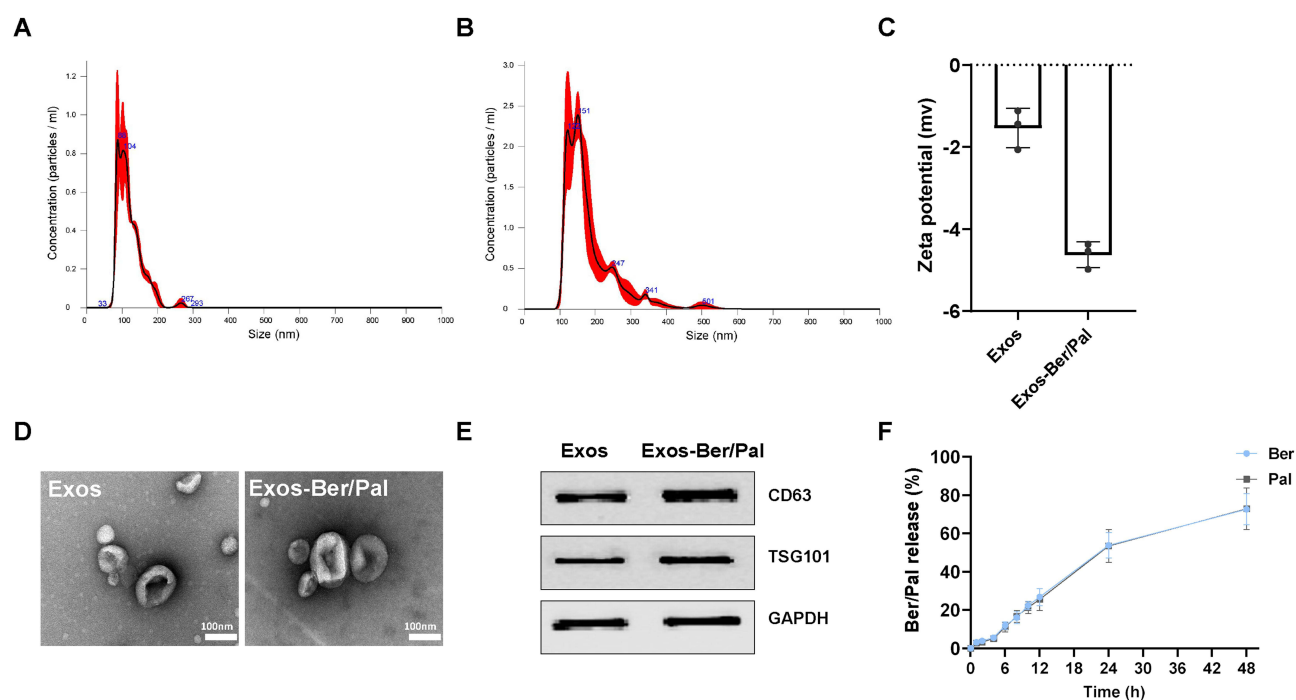 A
B
C
Concentration (particles / ml)
1.2
1.0
0.8
0.6
0.4
0.2
0
104
33
267
293
0
100
200
300
400
500
600
700
800
900
1000
Size (nm)
Concentration (particles / ml)
3.0
2.5
2.0
1.5
1.0
0.5
0
151
247
341
501
0
100
200
300
400
500
600
700
800
900
1000
Size (nm)
Zeta potential (mv)
0
-2
-4
-6
Exos
Exos-Ber/Pal
D
E
F
Exos
100nm
Exos-Ber/Pal
100nm
Exos Exos-Ber/Pal
CD63
TSG101
GAPDH
Ber
Pal
Ber/Pal release (%)
100
80
60
40
20
0
0 6 12 18 24 30 36 42 48
Time (h)